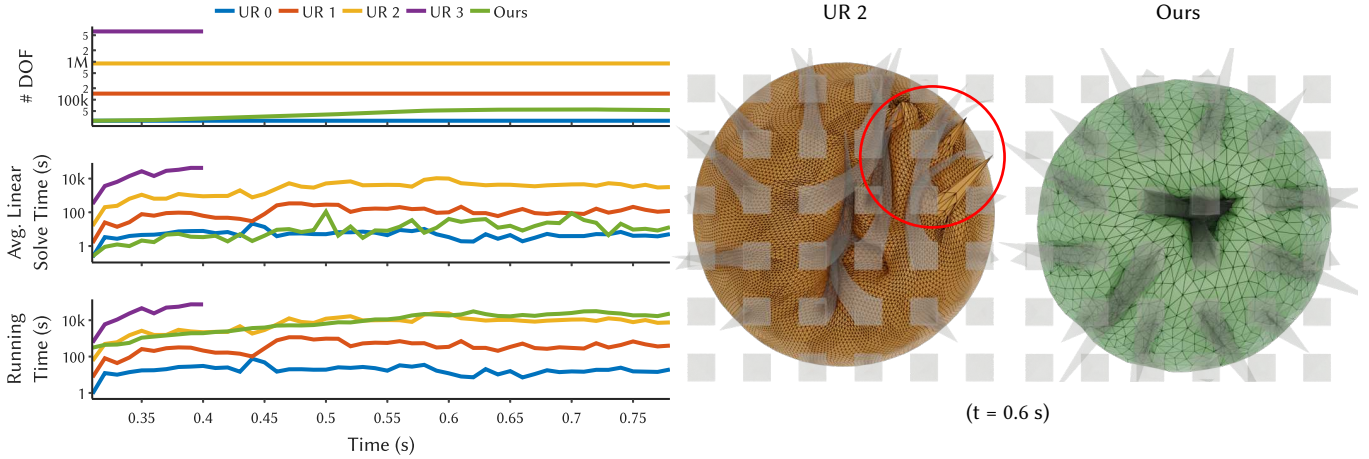 UR 0 UR 1 UR 2 UR 3 Ours
# DOF
5
2
1M
5
2
100k
5
Avg. Linear
Solve Time (s)
10k
100
1
Running
Time (s)
10k
100
1
0.35 0.4 0.45 0.5 0.55 0.6 0.65 0.7 0.75
Time (s)
UR 2
Ours
(t = 0.6 s)